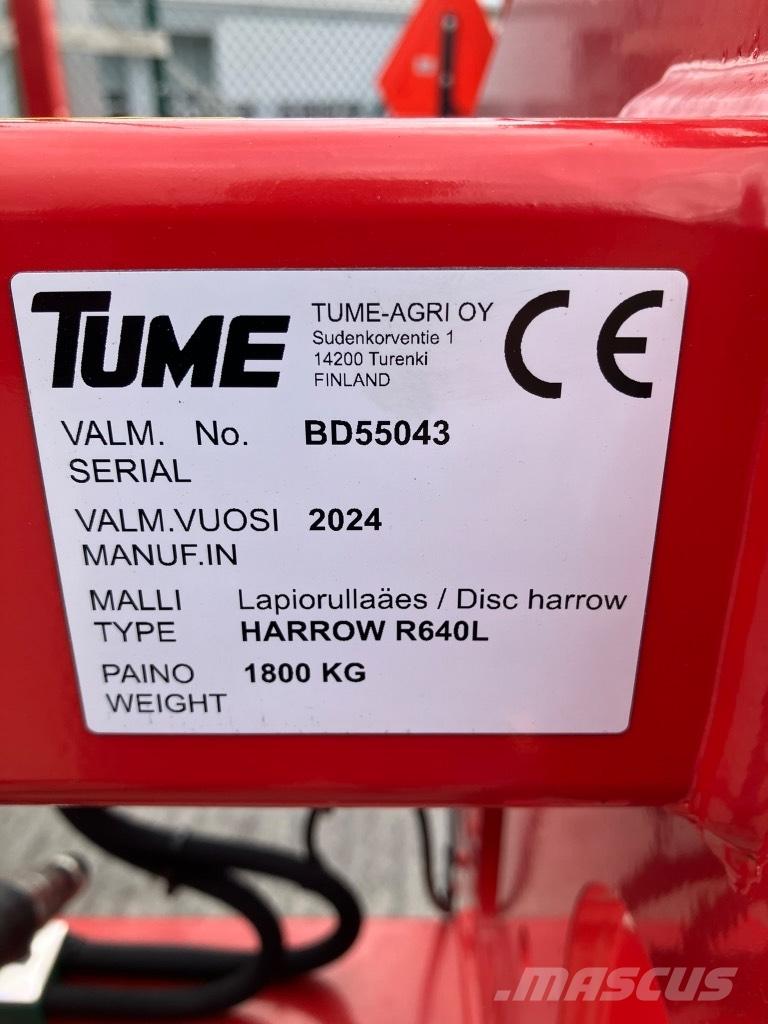 TUME
TUME-AGRI OY
Sudenkorventie 1
14200 Turenki
FINLAND
CE
VALM. No. BD55043
SERIAL
VALM.VUOSI 2024
MANUF.IN
MALLI Lapiorullaäes / Disc harrow
TYPE HARROW R640L
PAINO 1800 KG
WEIGHT
MASCUS